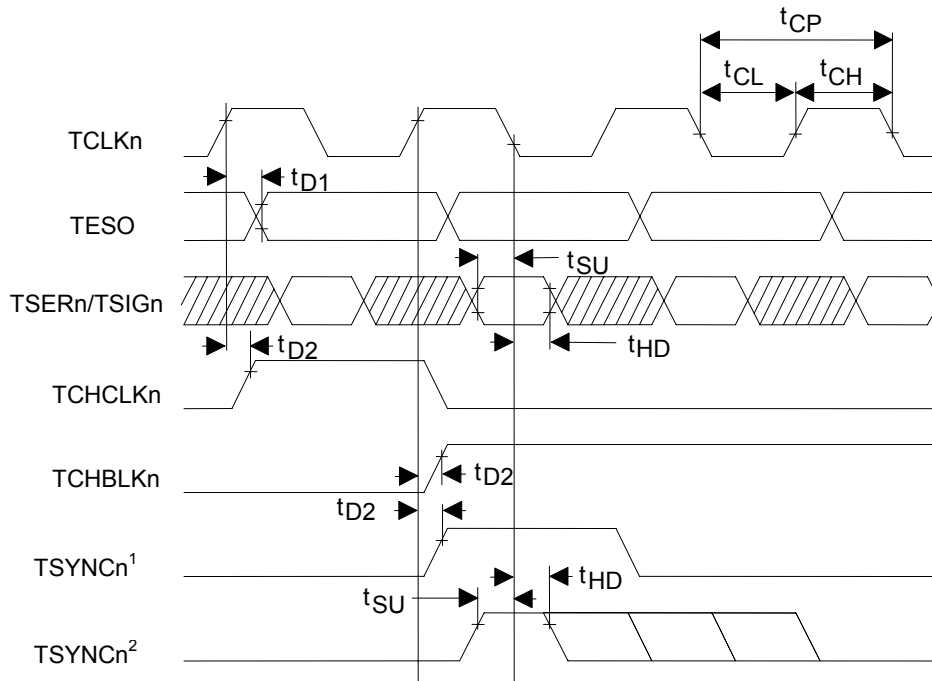 tCP
tCL
tCH
TCLKn
tD1
TESO
tSU
TSERn/TSIGn
tD2
tHD
TCHCLKn
TCHBLKn
tD2
tD2
TSYNCn1
tHD
tSU
TSYNCn2